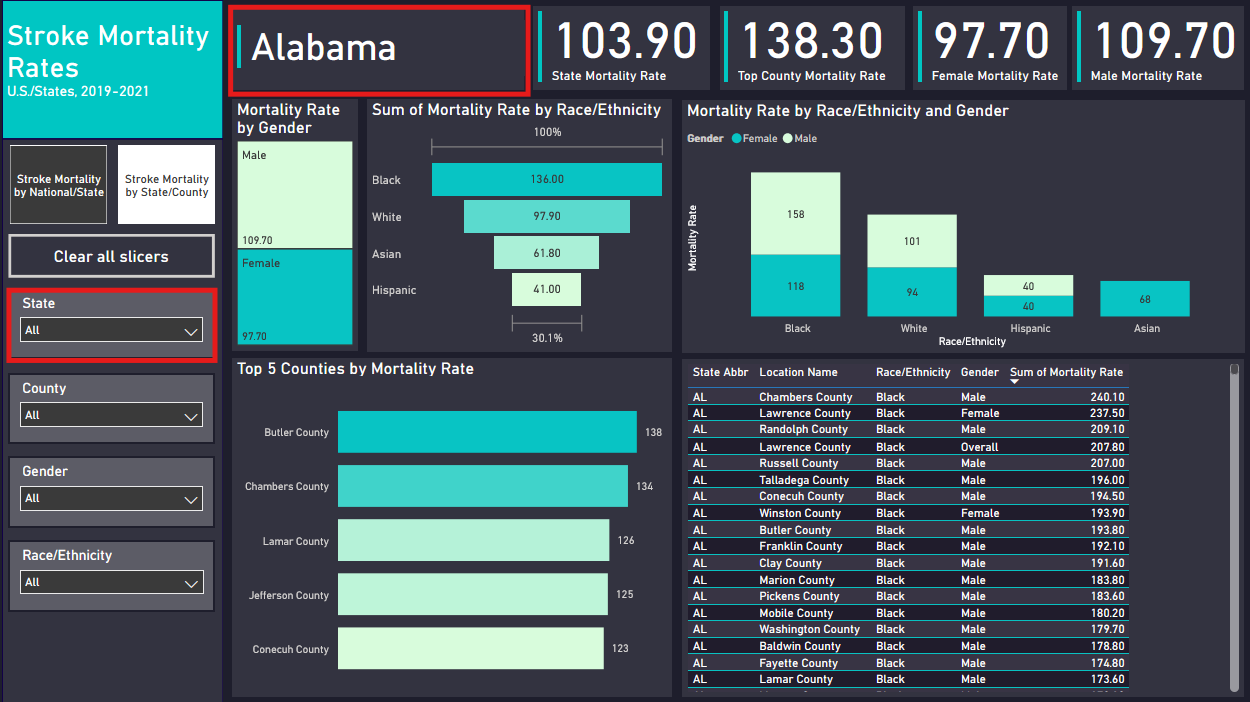 Stroke Mortality
Rates
U.S./States, 2019-2021
Stroke Mortality
by National/State
Stroke Mortality
by State/County
Clear all slicers
State
All
County
All
Gender
All
Race/Ethnicity
All
Alabama
103.90
State Mortality Rate
138.30
Top County Mortality Rate
97.70
Female Mortality Rate
109.70
Male Mortality Rate
Mortality Rate
by Gender
Male
109.70
Female
97.70
Sum of Mortality Rate by Race/Ethnicity
100%
Black 136.00
White 97.90
Asian 61.80
Hispanic 41.00
30.1%
Mortality Rate by Race/Ethnicity and Gender
Gender Female Male
Mortality Rate
158
101
118
94
40
40
68
Black White Hispanic Asian
Race/Ethnicity
Top 5 Counties by Mortality Rate
Butler County 138
Chambers County 134
Lamar County 126
Jefferson County 125
Conecuh County 123
State Abbr Location Name Race/Ethnicity Gender Sum of Mortality Rate
AL Chambers County Black Male 240.10
AL Lawrence County Black Female 237.50
AL Randolph County Black Male 209.10
AL Lawrence County Black Overall 207.80
AL Russell County Black Male 207.00
AL Talladega County Black Male 196.00
AL Conecuh County Black Male 194.50
AL Winston County Black Female 193.90
AL Butler County Black Male 193.80
AL Franklin County Black Male 192.10
AL Clay County Black Male 191.60
AL Marion County Black Male 183.80
AL Pickens County Black Male 183.60
AL Mobile County Black Male 180.20
AL Washington County Black Male 179.70
AL Baldwin County Black Male 178.80
AL Fayette County Black Male 174.80
AL Lamar County Black Male 173.60